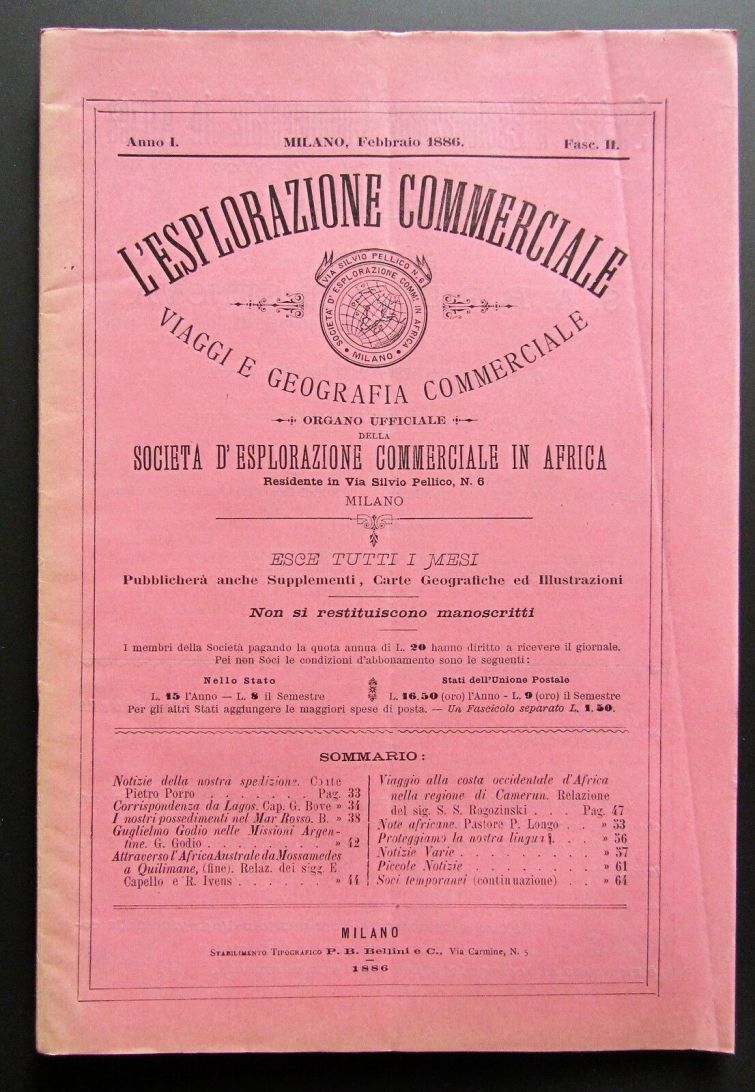 Anno I. MILANO, Febbraio 1886. Fasc. II.
L'ESPLORAZIONE COMMERCIALE
VIA SILVIO PELLICO N. 6
SOCIETA' D'ESPLORAZIONE COMM. IN AFRICA
• MILANO •
VIAGGI E GEOGRAFIA COMMERCIALE
ORGANO UFFICIALE
DELLA
SOCIETÀ D'ESPLORAZIONE COMMERCIALE IN AFRICA
Residente in Via Silvio Pellico, N. 6
MILANO
ESCE TUTTI I MESI
Pubblicherà anche Supplementi, Carte Geografiche ed Illustrazioni
Non si restituiscono manoscritti
I membri della Società pagando la quota annua di L. 20 hanno diritto a ricevere il giornale.
Pei non Soci le condizioni d'abbonamento sono le seguenti:
Nello Stato
L. 15 l'Anno — L. 8 il Semestre
Stati dell'Unione Postale
L. 16,50 (oro) l'Anno - L. 9 (oro) il Semestre
Per gli altri Stati aggiungere le maggiori spese di posta. — Un Fascicolo separato L. 1.50.
SOMMARIO:
Notizie della nostra spedizione. Conte
Pietro Porro . . . . . . . Pag. 33
Corrispondenza da Lagos. Cap. G. Bove » 34
I nostri possedimenti nel Mar Rosso. B. » 38
Guglielmo Godio nelle Missioni Argen-
tine. G. Godio . . . . . . . . » 42
Attraverso l'Africa Australe da Mossamedes
a Quilimane, (fine). Relaz. dei sigg. E.
Capello e R. Ivens . . . . . . » 44
Viaggio alla costa occidentale d'Africa
nella regione di Camerun. Relazione
del sig. S. S. Rogozinski . . . Pag. 47
Note africane. Pastore P. Longo . . » 53
Proteggiamo la nostra lingua . . . » 56
Notizie Varie . . . . . . . . » 57
Piccole Notizie . . . . . . . » 61
Soci temporanei (continuazione) . . » 64
MILANO
STABILIMENTO TIPOGRAFICO P. B. Bellini e C., Via Carmine, N. 5
1886